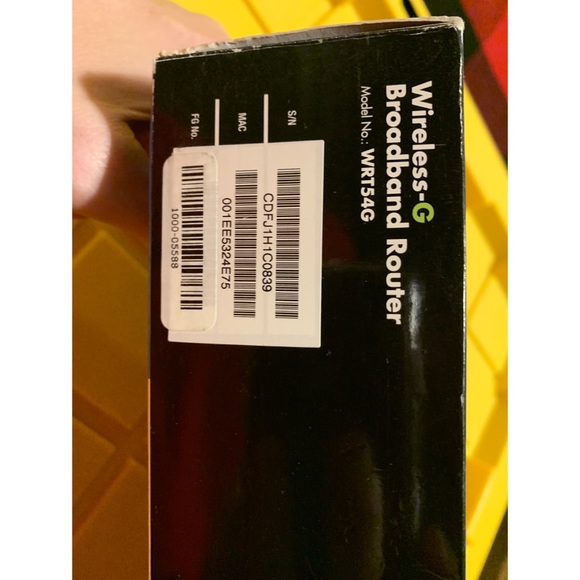 Wireless-G
Broadband Router
Model No.: WRT54G
S/N
CDFJ1H1C0839
MAC
001EE5324E75
FG No.
1000-05588